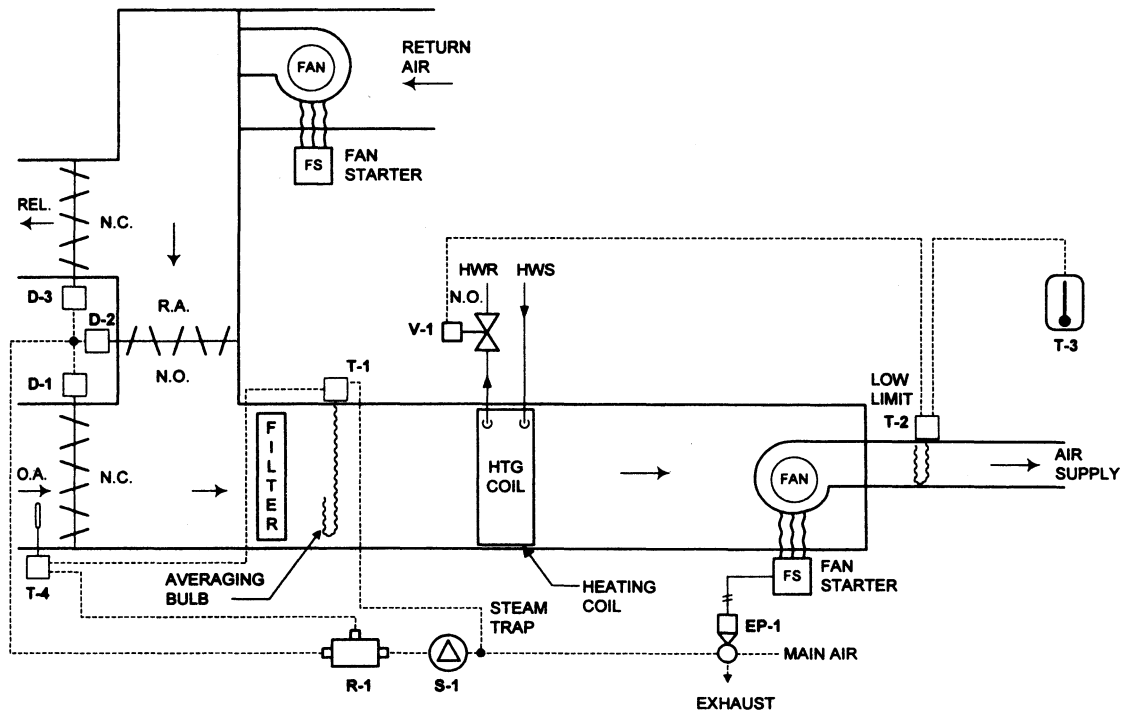 FAN
RETURN
AIR
FS
FAN
STARTER
REL.
N.C.
D-3
D-2
R.A.
N.O.
D-1
HWR
HWS
N.O.
V-1
T-3
T-1
LOW
LIMIT
T-2
O.A.
N.C.
FILTER
HTG
COIL
FAN
AIR
SUPPLY
T-4
AVERAGING
BULB
HEATING
COIL
FS
FAN
STARTER
STEAM
TRAP
EP-1
MAIN AIR
R-1
S-1
EXHAUST